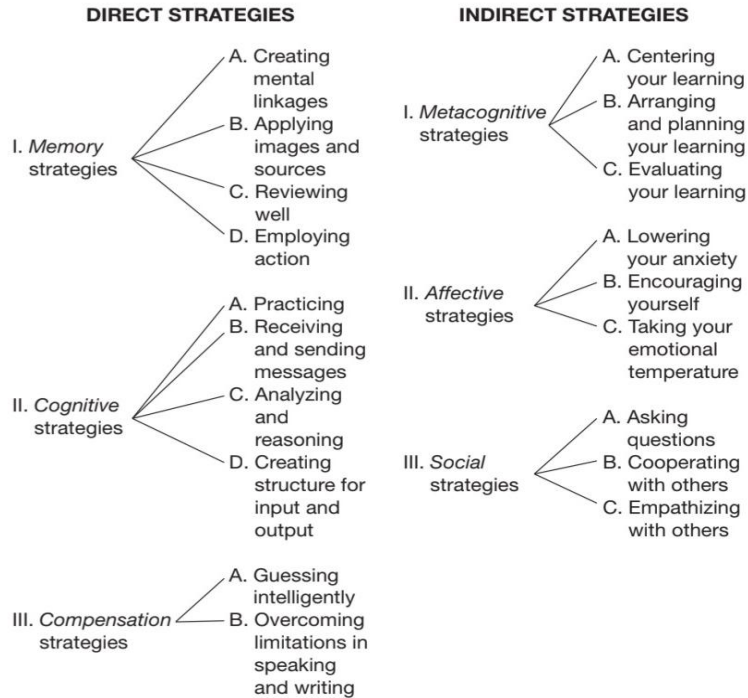 DIRECT STRATEGIES
I. Memory
strategies
A. Creating
mental
linkages
B. Applying
images and
sources
C. Reviewing
well
D. Employing
action
II. Cognitive
strategies
A. Practicing
B. Receiving
and sending
messages
C. Analyzing
and
reasoning
D. Creating
structure for
input and
output
III. Compensation
strategies
A. Guessing
intelligently
B. Overcoming
limitations in
speaking
and writing
INDIRECT STRATEGIES
I. Metacognitive
strategies
A. Centering
your learning
B. Arranging
and planning
your learning
C. Evaluating
your learning
II. Affective
strategies
A. Lowering
your anxiety
B. Encouraging
yourself
C. Taking your
emotional
temperature
III. Social
strategies
A. Asking
questions
B. Cooperating
with others
C. Empathizing
with others